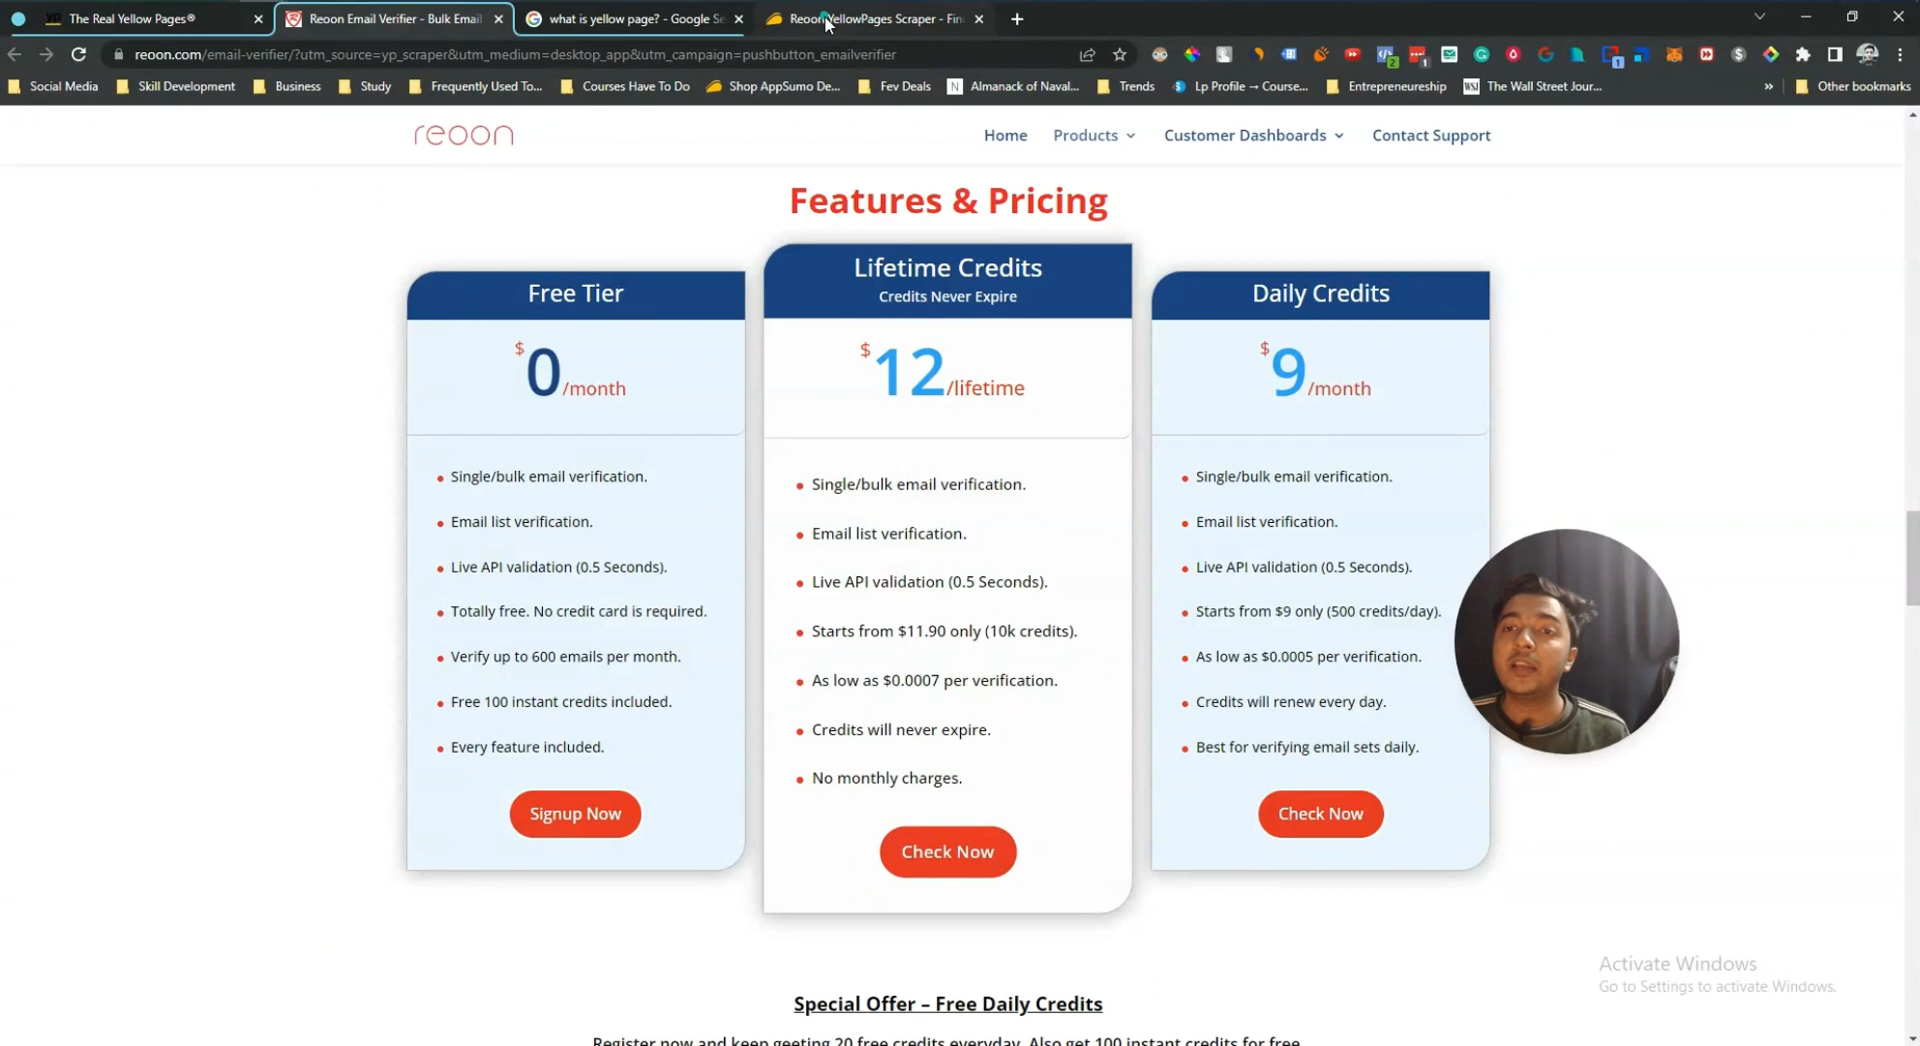 The Real Yellow Pages®
Reoon Email Verifier - Bulk Email
what is yellow page? - Google Se
Reoon YellowPages Scraper - Fin
reoon.com/email-verifier/?utm_source=yp_scraper&utm_medium=desktop_app&utm_campaign=pushbutton_emailverifier
Social Media
Skill Development
Business
Study
Frequently Used To...
Courses Have To Do
Shop AppSumo De...
Fev Deals
Almanack of Naval...
Trends
Lp Profile → Course...
Entrepreneureship
The Wall Street Jour...
»
Other bookmarks
reoon
Home
Products
Customer Dashboards
Contact Support
Features & Pricing
Free Tier
$0/month
Single/bulk email verification.
Email list verification.
Live API validation (0.5 Seconds).
Totally free. No credit card is required.
Verify up to 600 emails per month.
Free 100 instant credits included.
Every feature included.
Signup Now
Lifetime Credits
Credits Never Expire
$12/lifetime
Single/bulk email verification.
Email list verification.
Live API validation (0.5 Seconds).
Starts from $11.90 only (10k credits).
As low as $0.0007 per verification.
Credits will never expire.
No monthly charges.
Check Now
Daily Credits
$9/month
Single/bulk email verification.
Email list verification.
Live API validation (0.5 Seconds).
Starts from $9 only (500 credits/day).
As low as $0.0005 per verification.
Credits will renew every day.
Best for verifying email sets daily.
Check Now
Activate Windows
Go to Settings to activate Windows.
Special Offer – Free Daily Credits
Register now and keep geeting 20 free credits everyday. Also get 100 instant credits for free